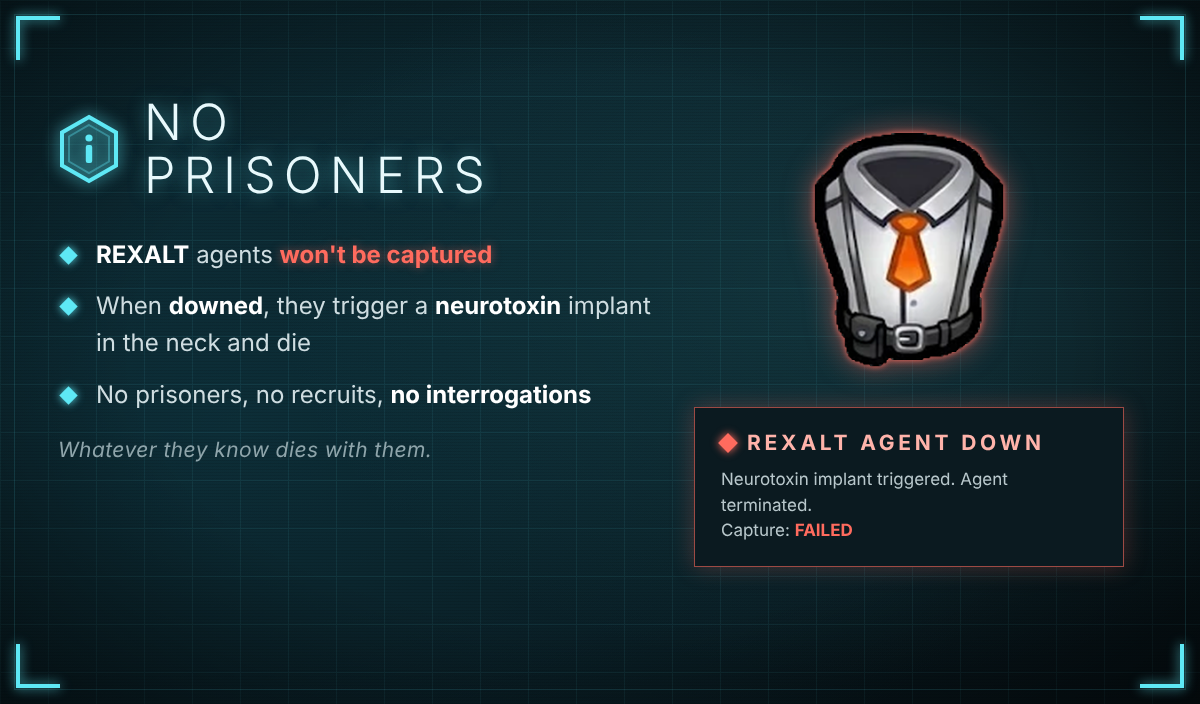 NO
PRISONERS
REXALT agents won't be captured
When downed, they trigger a neurotoxin implant
in the neck and die
No prisoners, no recruits, no interrogations
Whatever they know dies with them.
REXALT AGENT DOWN
Neurotoxin implant triggered. Agent
terminated.
Capture: FAILED